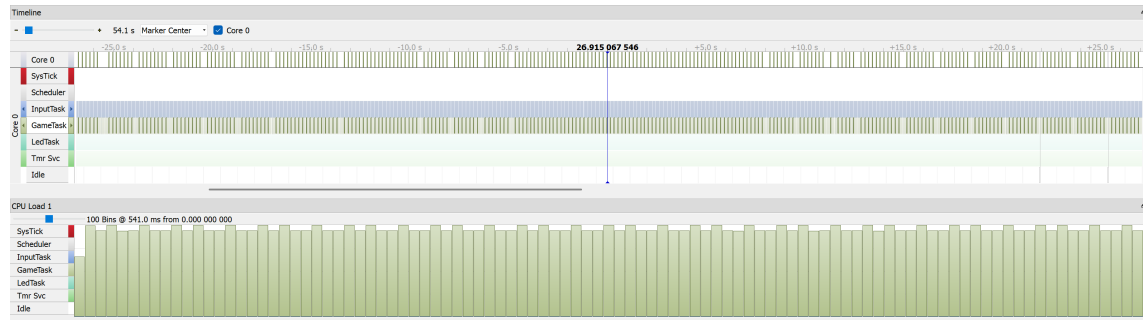 Timeline
- + 54.1 s Marker Center Core 0
-25.0 s -20.0 s -15.0 s -10.0 s -5.0 s 26.915 067 546 +5.0 s +10.0 s +15.0 s +20.0 s +25.0 s
Core 0
Core 0
SysTick
Scheduler
InputTask
GameTask
LedTask
Tmr Svc
Idle
CPU Load 1
100 Bins @ 541.0 ms from 0.000 000 000
SysTick
Scheduler
InputTask
GameTask
LedTask
Tmr Svc
Idle